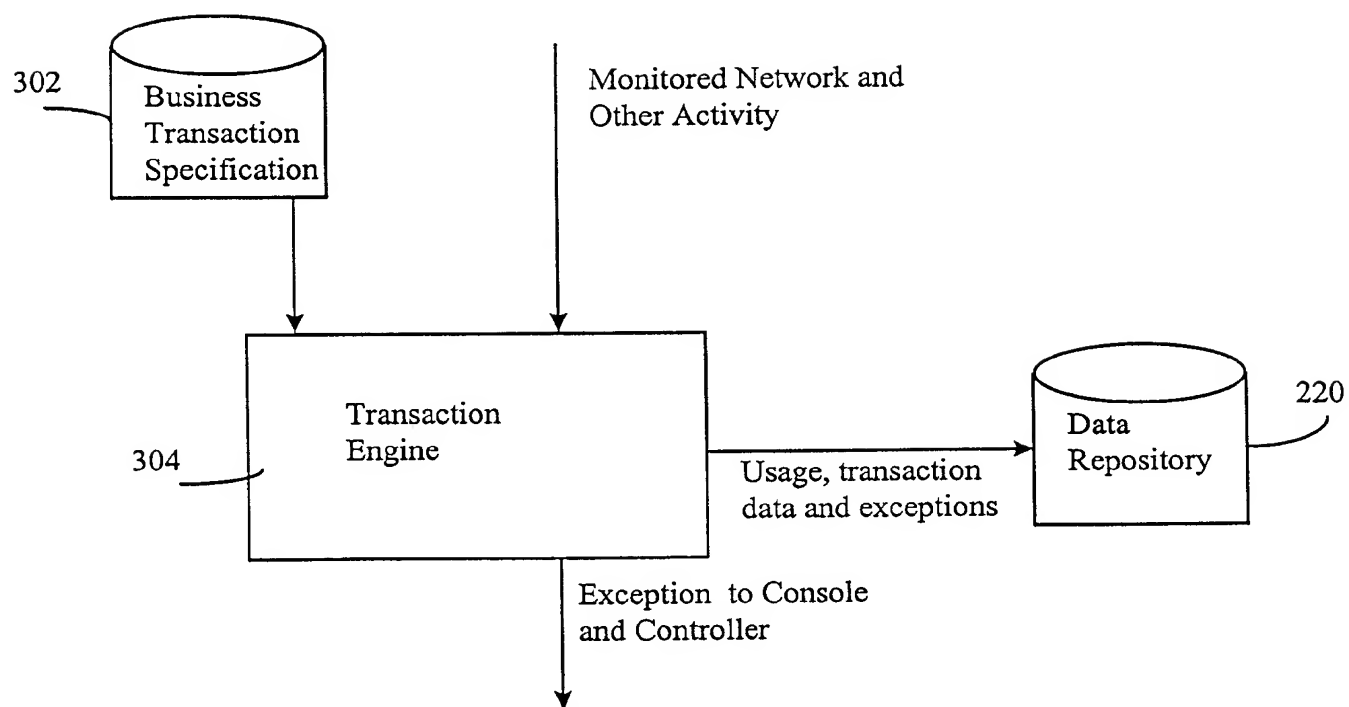 302
Business
Transaction
Specification
Monitored Network and
Other Activity
304
Transaction
Engine
Usage, transaction
data and exceptions
Data
Repository
220
Exception to Console
and Controller